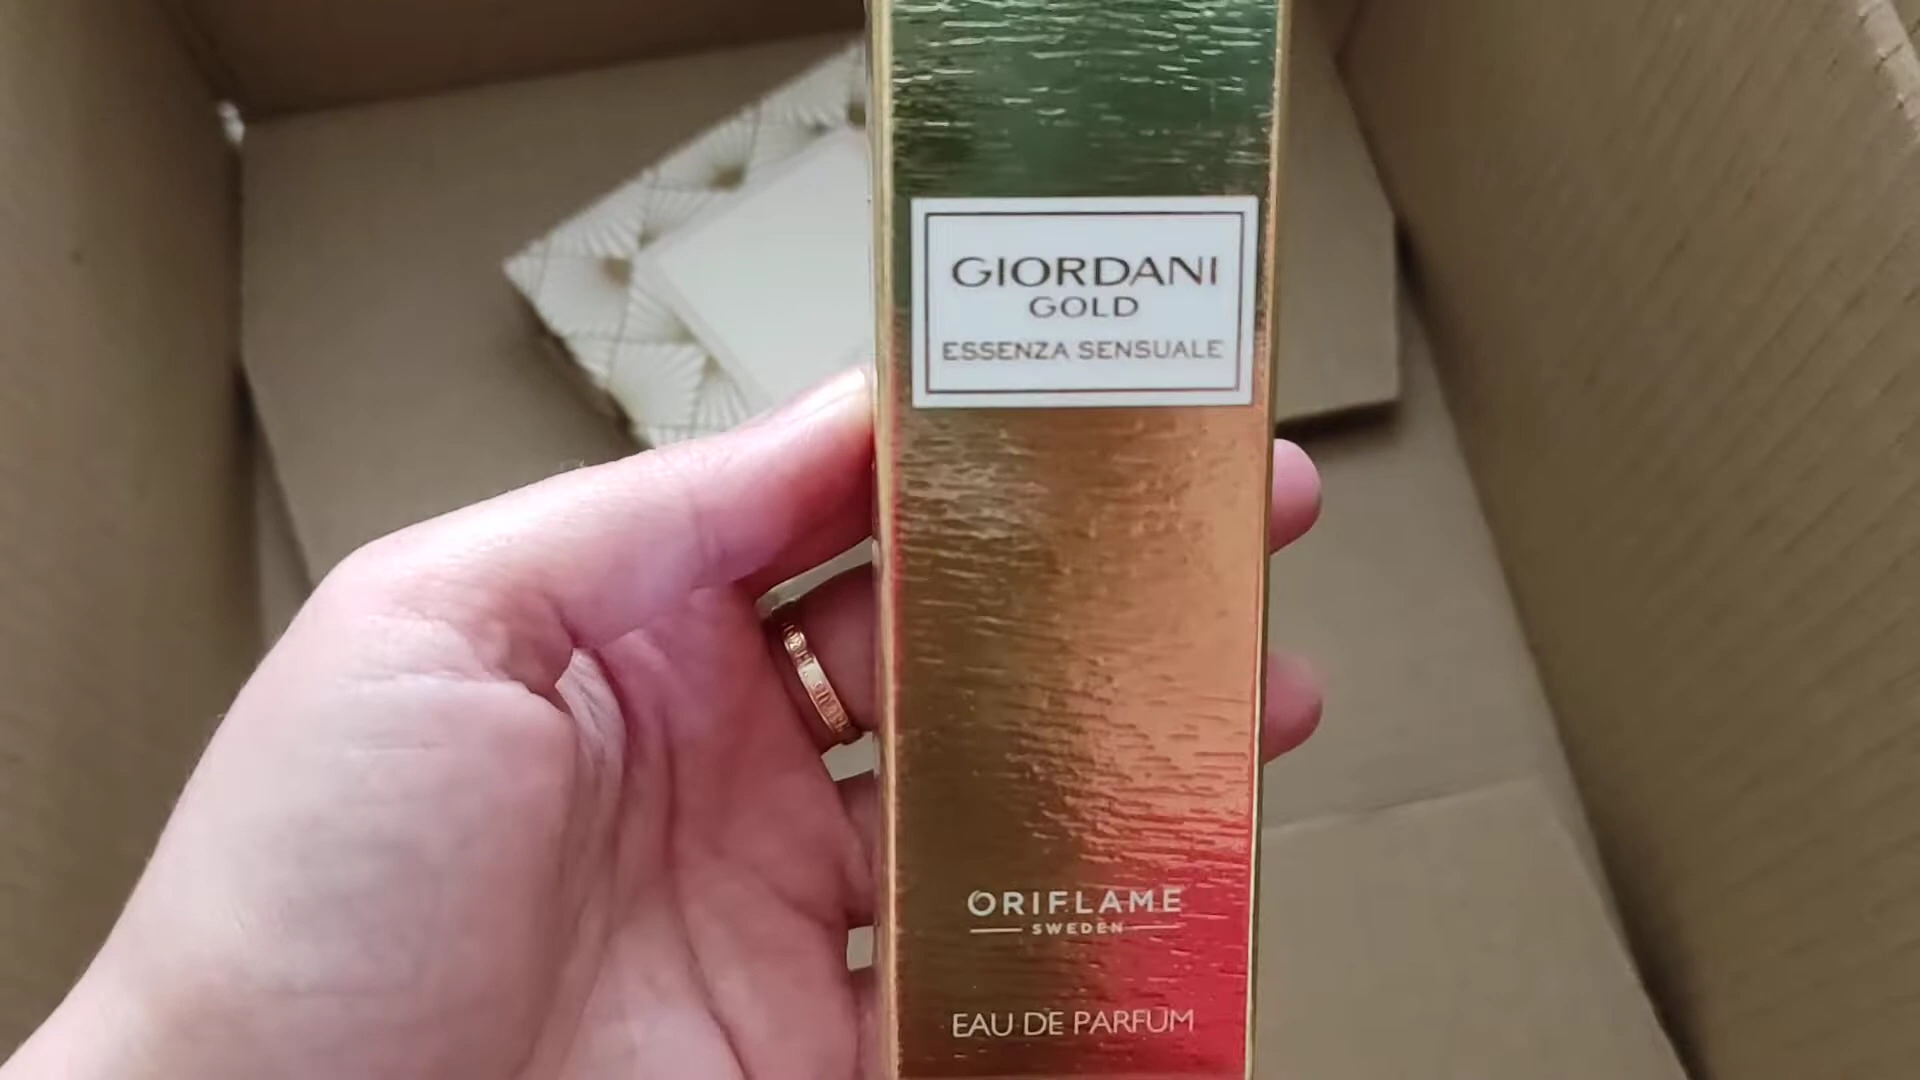 GIORDANI
GOLD
ESSENZA SENSUALE
ORIFLAME
SWEDEN
EAU DE PARFUM